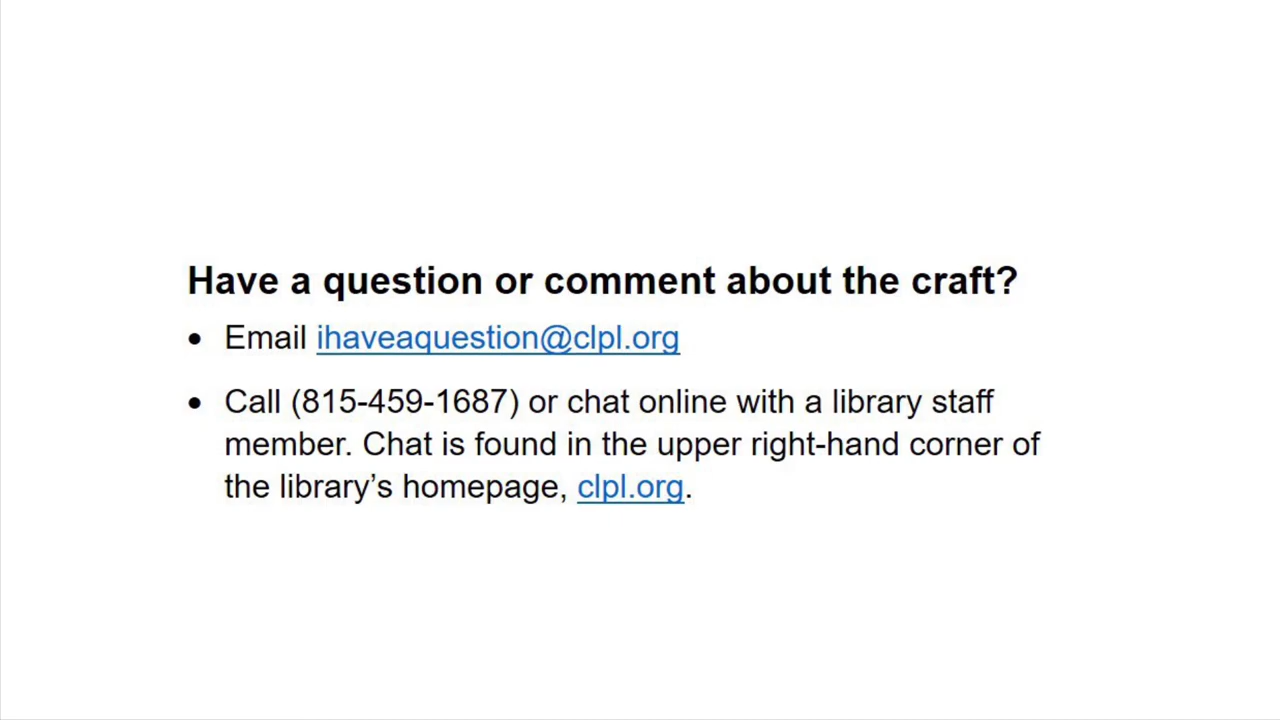 Have a question or comment about the craft?
• Email ihaveaquestion@clpl.org
• Call (815-459-1687) or chat online with a library staff
member. Chat is found in the upper right-hand corner of
the library’s homepage, clpl.org.